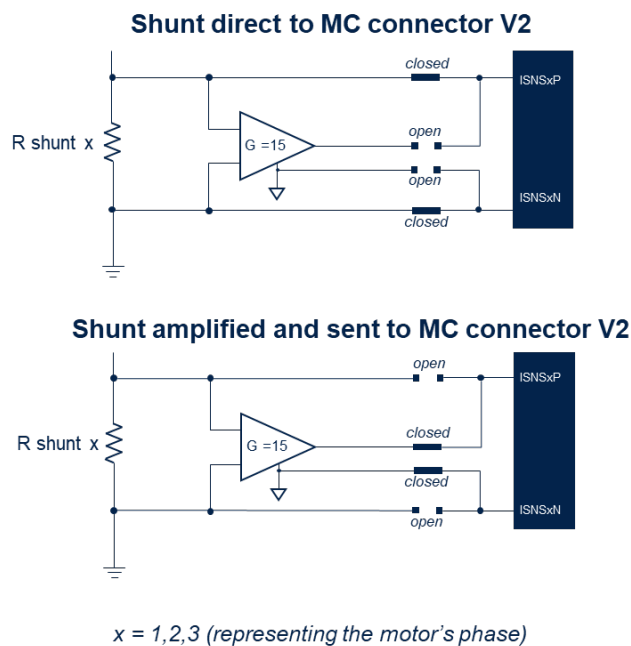 Shunt direct to MC connector V2
closed
ISNSxP
R shunt x
G =15
open
open
ISNSxN
closed
Shunt amplified and sent to MC connector V2
open
ISNSxP
R shunt x
G =15
closed
closed
ISNSxN
open
x = 1,2,3 (representing the motor's phase)